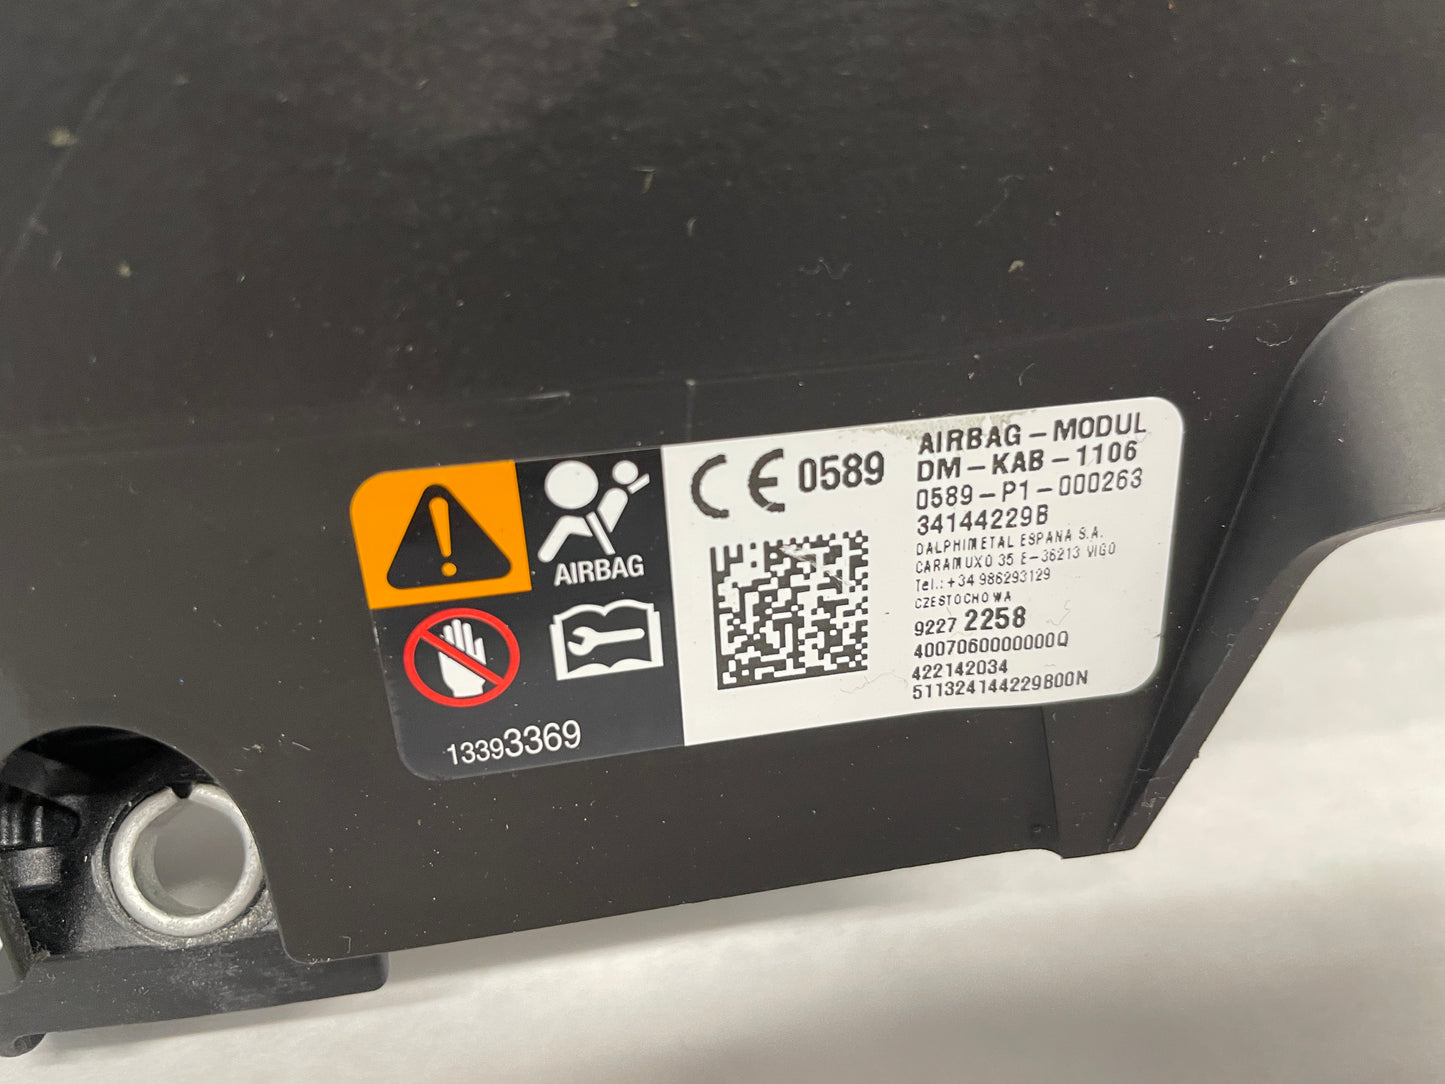 AIRBAG
13393369
CE 0589
AIRBAG-MODUL
DM-KAB-1106
0589-P1-000263
34144229B
DALPHIMETAL ESPANA S.A.
CARAMUXO 35 E-36213 VIGO
Tel.: +34 986293129
CZESTOCHOWA
9227 2258
4007060000000Q
422142034
511324144229B00N